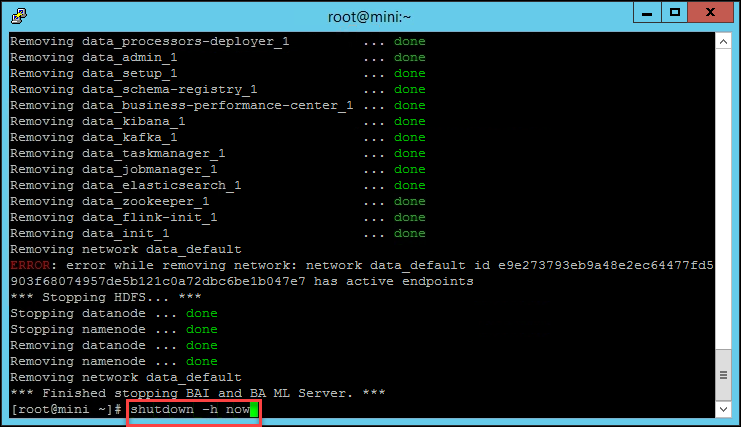 root@mini:~
Removing data_processors-deployer_1 ... done
Removing data_admin_1 ... done
Removing data_setup_1 ... done
Removing data_schema-registry_1 ... done
Removing data_business-performance-center_1 ... done
Removing data_kibana_1 ... done
Removing data_kafka_1 ... done
Removing data_taskmanager_1 ... done
Removing data_jobmanager_1 ... done
Removing data_elasticsearch_1 ... done
Removing data_zookeeper_1 ... done
Removing data_flink-init_1 ... done
Removing data_init_1 ... done
Removing network data_default
ERROR: error while removing network: network data_default id e9e273793eb9a48e2ec64477fd5
903f68074957de5b121c0a72dbc6be1b047e7 has active endpoints
*** Stopping HDFS... ***
Stopping datanode ... done
Stopping namenode ... done
Removing datanode ... done
Removing namenode ... done
Removing network data_default
*** Finished stopping BAI and BA ML Server. ***
[root@mini ~]# shutdown -h now